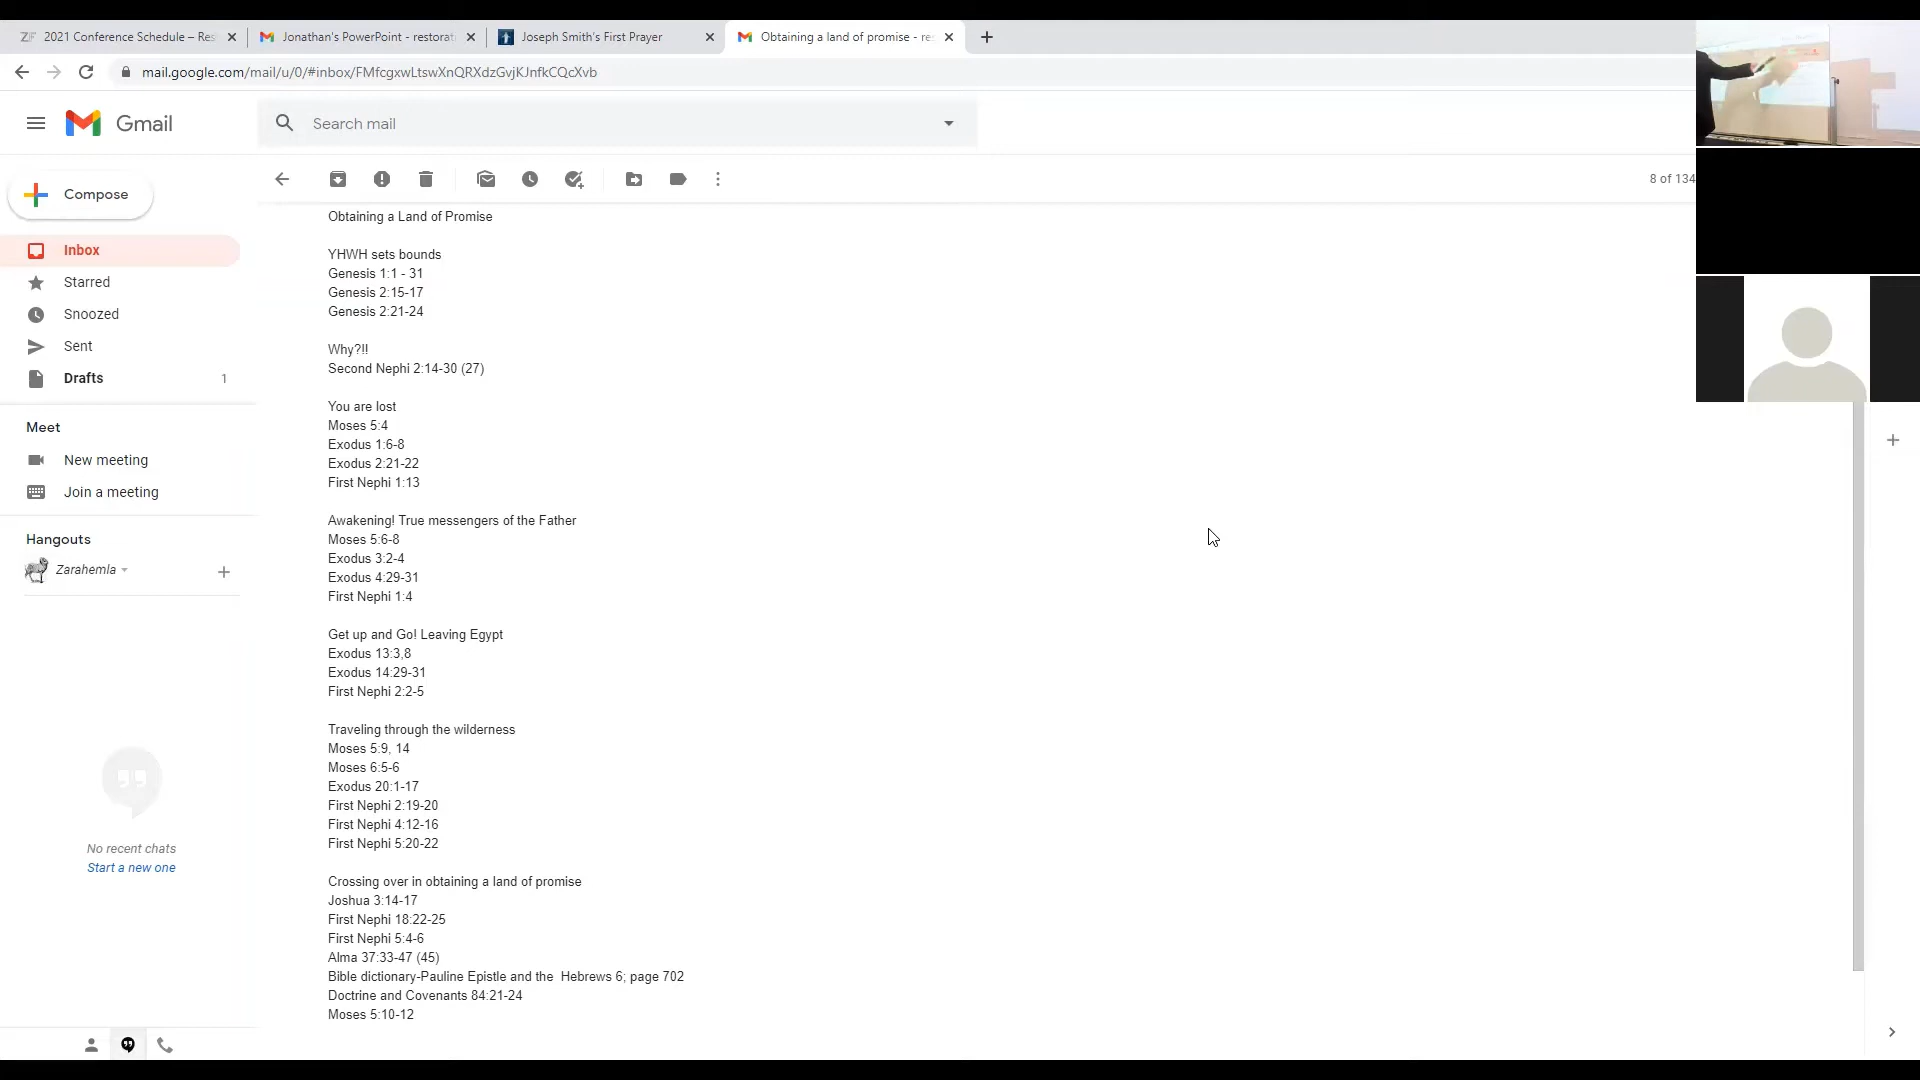 2021 Conference Schedule – Res
Jonathan's PowerPoint - restorat
Joseph Smith's First Prayer
Obtaining a land of promise - re
mail.google.com/mail/u/0/#inbox/FMfcgxwLtswXnQRXdzGvjKJnfkCQcXvb
Gmail
Search mail
8 of 134
Compose
Inbox
Starred
Snoozed
Sent
Drafts 1
Meet
New meeting
Join a meeting
Hangouts
Zarahemla
No recent chats
Start a new one
Obtaining a Land of Promise
YHWH sets bounds
Genesis 1:1 - 31
Genesis 2:15-17
Genesis 2:21-24
Why?!!
Second Nephi 2:14-30 (27)
You are lost
Moses 5:4
Exodus 1:6-8
Exodus 2:21-22
First Nephi 1:13
Awakening! True messengers of the Father
Moses 5:6-8
Exodus 3:2-4
Exodus 4:29-31
First Nephi 1:4
Get up and Go! Leaving Egypt
Exodus 13:3,8
Exodus 14:29-31
First Nephi 2:2-5
Traveling through the wilderness
Moses 5:9, 14
Moses 6:5-6
Exodus 20:1-17
First Nephi 2:19-20
First Nephi 4:12-16
First Nephi 5:20-22
Crossing over in obtaining a land of promise
Joshua 3:14-17
First Nephi 18:22-25
First Nephi 5:4-6
Alma 37:33-47 (45)
Bible dictionary-Pauline Epistle and the  Hebrews 6; page 702
Doctrine and Covenants 84:21-24
Moses 5:10-12